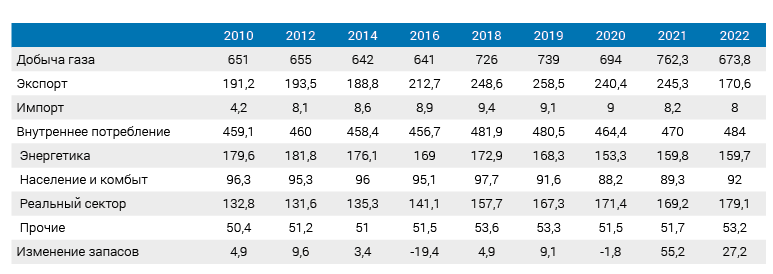 2010 2012 2014 2016 2018 2019 2020 2021 2022
Добыча газа 651 655 642 641 726 739 694 762,3 673,8
Экспорт 191,2 193,5 188,8 212,7 248,6 258,5 240,4 245,3 170,6
Импорт 4,2 8,1 8,6 8,9 9,4 9,1 9 8,2 8
Внутреннее потребление 459,1 460 458,4 456,7 481,9 480,5 464,4 470 484
Энергетика 179,6 181,8 176,1 169 172,9 168,3 153,3 159,8 159,7
Население и комбыт 96,3 95,3 96 95,1 97,7 91,6 88,2 89,3 92
Реальный сектор 132,8 131,6 135,3 141,1 157,7 167,3 171,4 169,2 179,1
Прочие 50,4 51,2 51 51,5 53,6 53,3 51,5 51,7 53,2
Изменение запасов 4,9 9,6 3,4 -19,4 4,9 9,1 -1,8 55,2 27,2